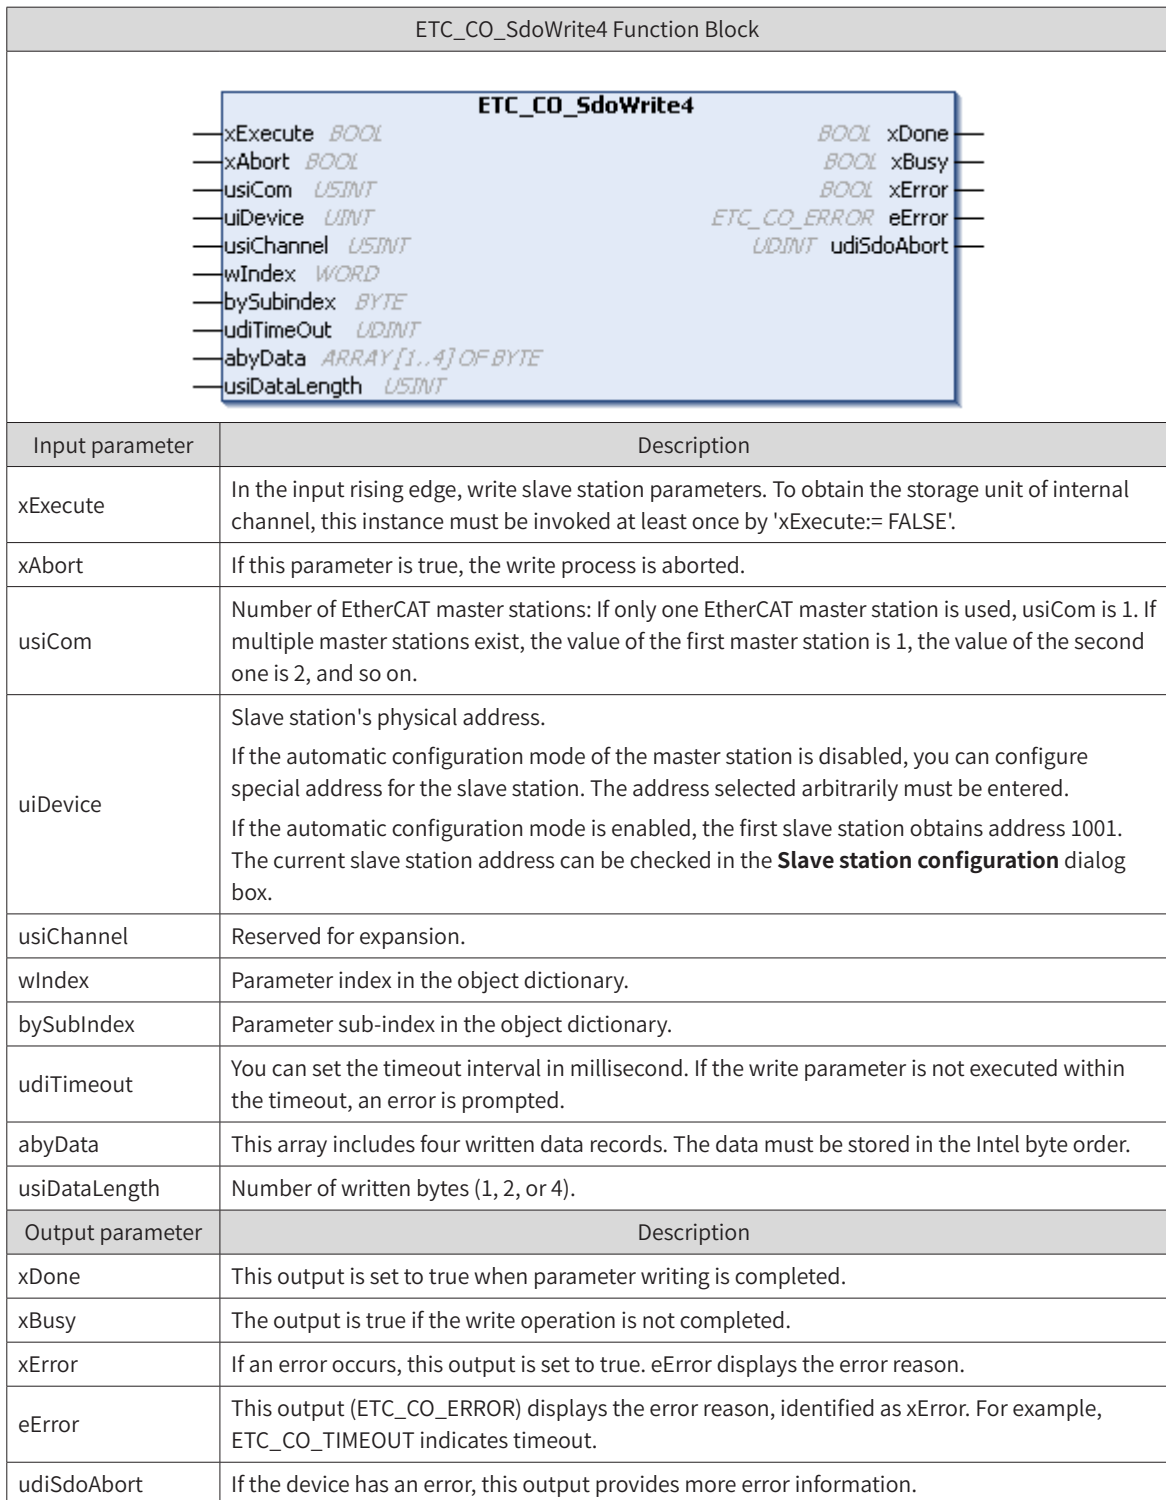 ETC_CO_SdoWrite4 Function Block
ETC_CO_SdoWrite4
xExecute BOOL
BOOL xDone
xAbort BOOL
BOOL xBusy
usiCom USINT
BOOL xError
uiDevice UINT
ETC_CO_ERROR eError
usiChannel USINT
UDINT udiSdoAbort
wIndex WORD
bySubindex BYTE
udiTimeOut UDINT
abyData ARRAY [1..4] OF BYTE
usiDataLength USINT
Input parameter Description
xExecute
In the input rising edge, write slave station parameters. To obtain the storage unit of internal
channel, this instance must be invoked at least once by 'xExecute:= FALSE'.
xAbort If this parameter is true, the write process is aborted.
usiCom
Number of EtherCAT master stations: If only one EtherCAT master station is used, usiCom is 1. If
multiple master stations exist, the value of the first master station is 1, the value of the second
one is 2, and so on.
uiDevice
Slave station's physical address.
If the automatic configuration mode of the master station is disabled, you can configure
special address for the slave station. The address selected arbitrarily must be entered.
If the automatic configuration mode is enabled, the first slave station obtains address 1001.
The current slave station address can be checked in the Slave station configuration dialog
box.
usiChannel Reserved for expansion.
wIndex Parameter index in the object dictionary.
bySubIndex Parameter sub-index in the object dictionary.
udiTimeout
You can set the timeout interval in millisecond. If the write parameter is not executed within
the timeout, an error is prompted.
abyData This array includes four written data records. The data must be stored in the Intel byte order.
usiDataLength Number of written bytes (1, 2, or 4).
Output parameter Description
xDone This output is set to true when parameter writing is completed.
xBusy The output is true if the write operation is not completed.
xError If an error occurs, this output is set to true. eError displays the error reason.
eError
This output (ETC_CO_ERROR) displays the error reason, identified as xError. For example,
ETC_CO_TIMEOUT indicates timeout.
udiSdoAbort If the device has an error, this output provides more error information.